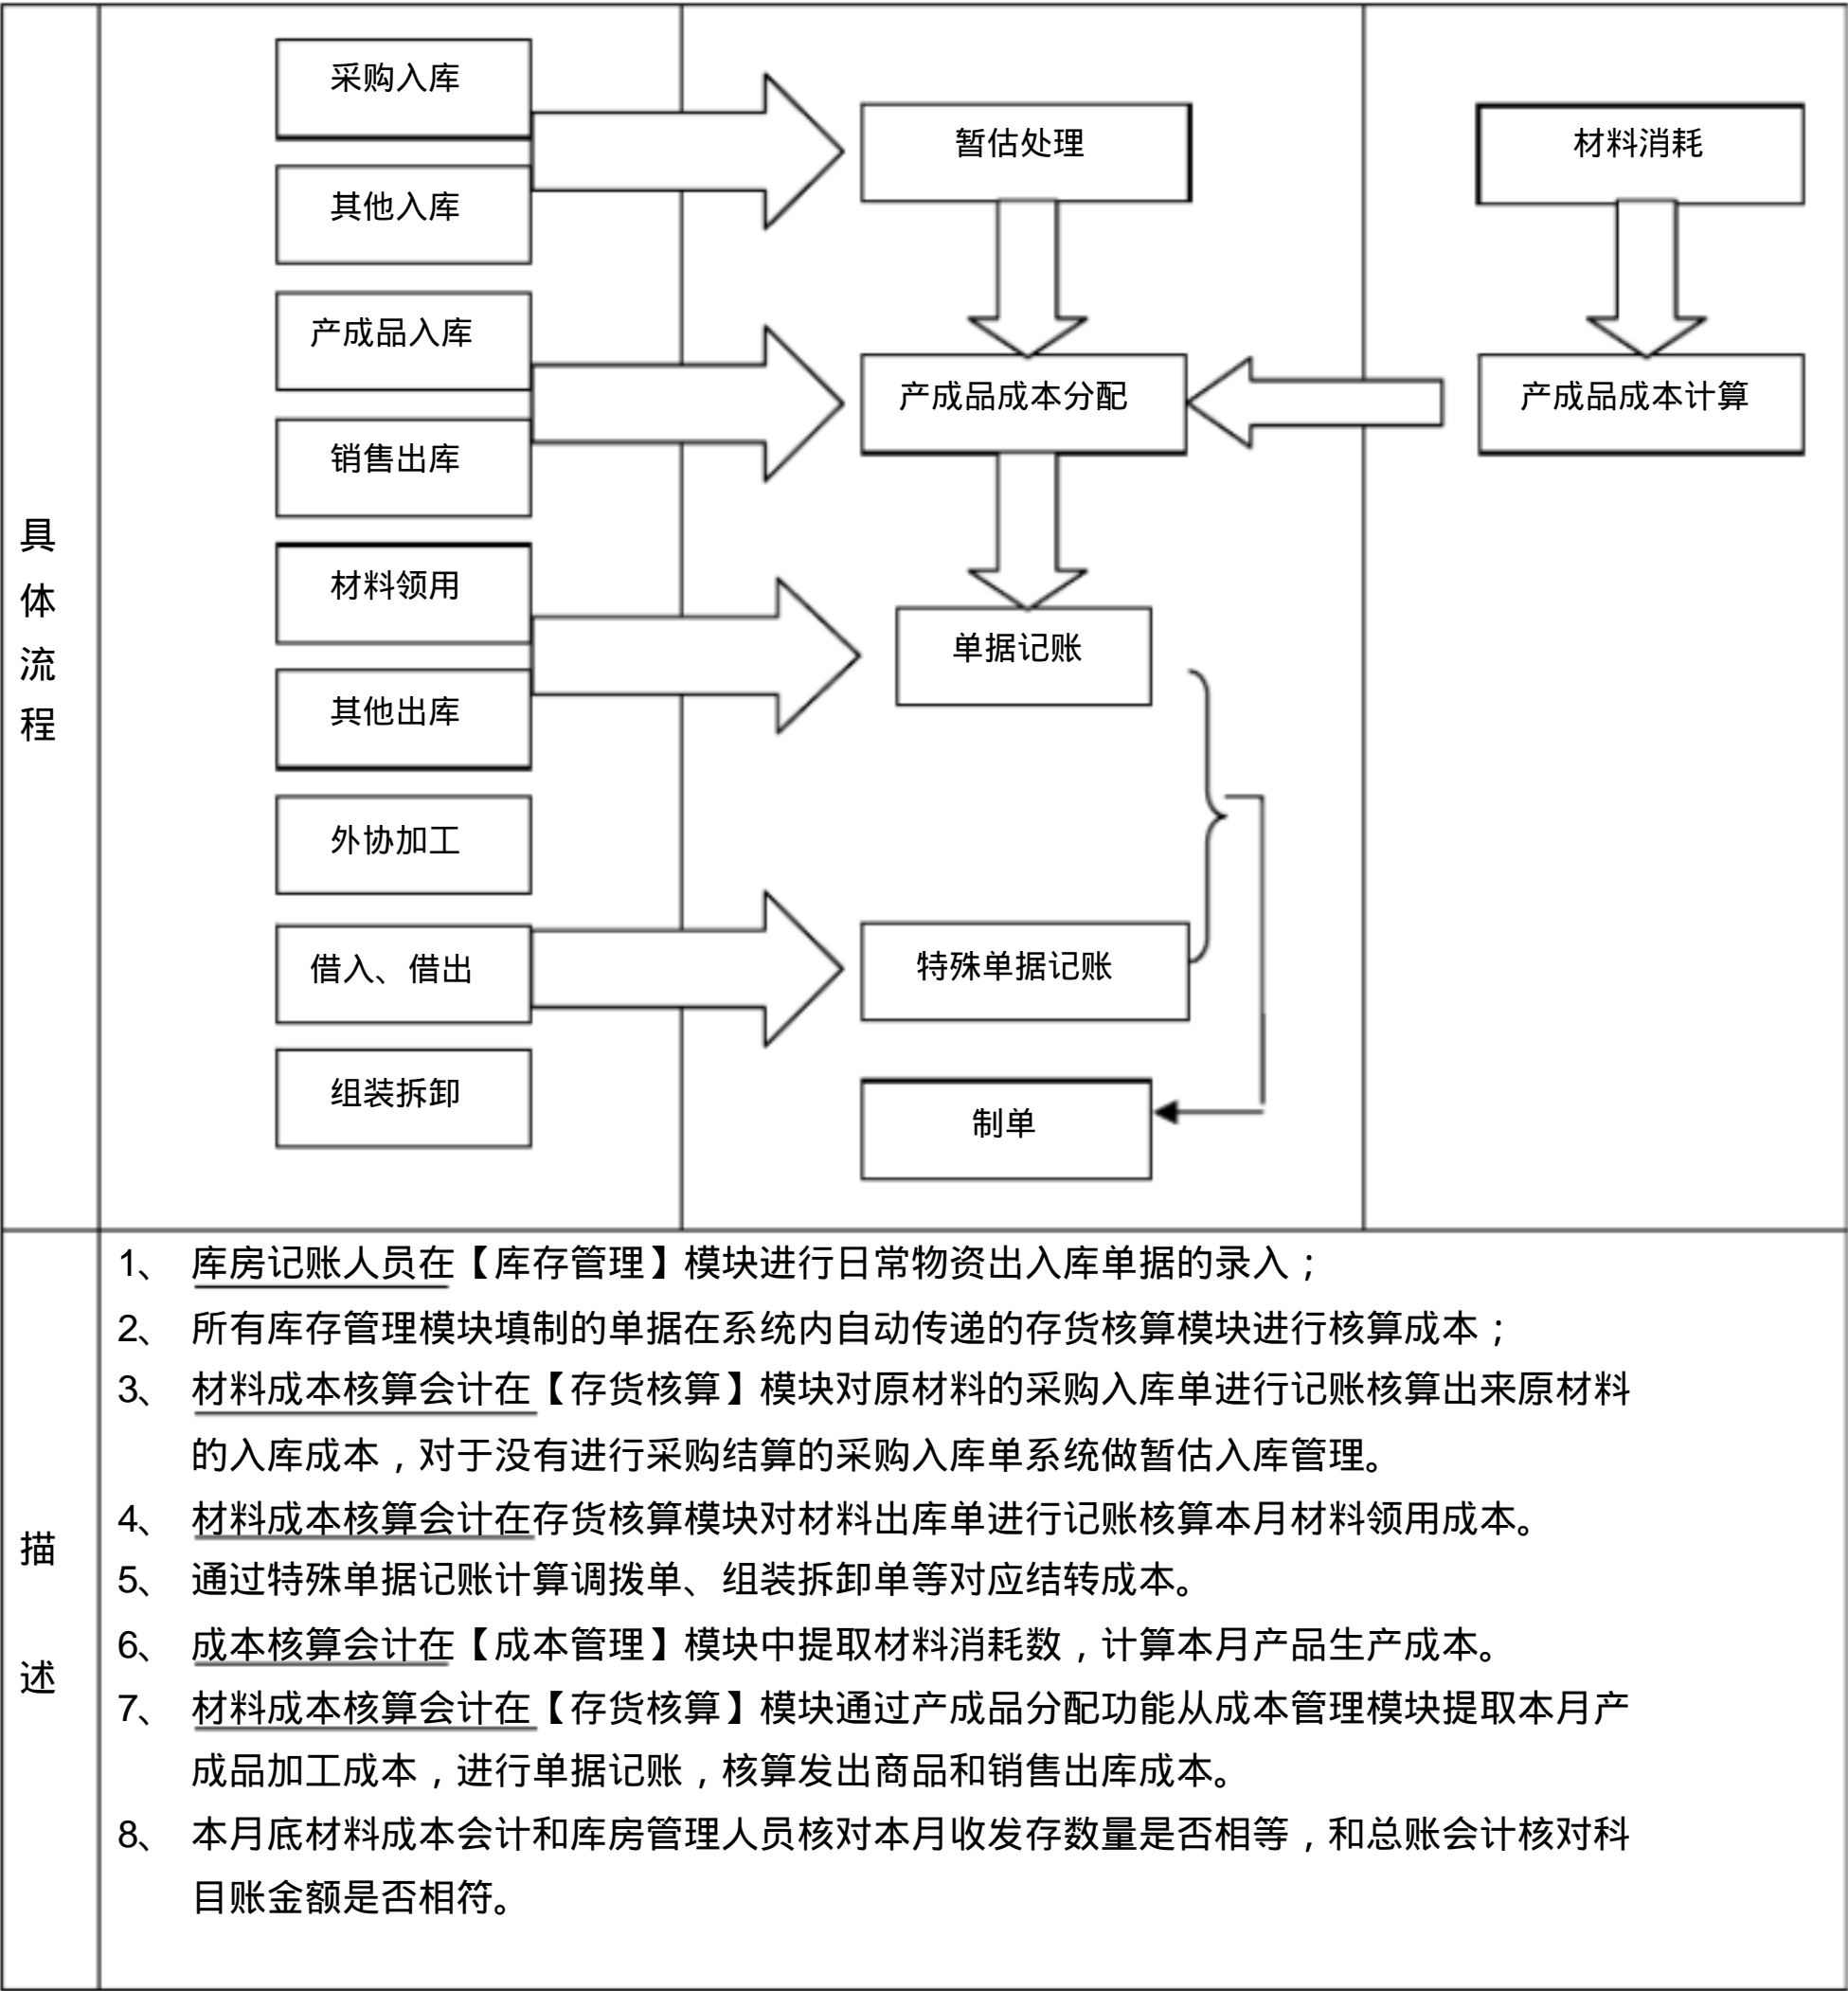 具
体
流
程
采购入库
其他入库
产成品入库
销售出库
材料领用
其他出库
外协加工
借入、借出
组装拆卸
暂估处理
产成品成本分配
单据记账
特殊单据记账
制单
材料消耗
产成品成本计算
描
述
1、 库房记账人员在【库存管理】模块进行日常物资出入库单据的录入；
2、 所有库存管理模块填制的单据在系统内自动传递的存货核算模块进行核算成本；
3、 材料成本核算会计在【存货核算】模块对原材料的采购入库单进行记账核算出来原材料
的入库成本，对于没有进行采购结算的采购入库单系统做暂估入库管理。
4、 材料成本核算会计在存货核算模块对材料出库单进行记账核算本月材料领用成本。
5、 通过特殊单据记账计算调拨单、组装拆卸单等对应结转成本。
6、 成本核算会计在【成本管理】模块中提取材料消耗数，计算本月产品生产成本。
7、 材料成本核算会计在【存货核算】模块通过产成品分配功能从成本管理模块提取本月产
成品加工成本，进行单据记账，核算发出商品和销售出库成本。
8、 本月底材料成本会计和库房管理人员核对本月收发存数量是否相等，和总账会计核对科
目账金额是否相符。